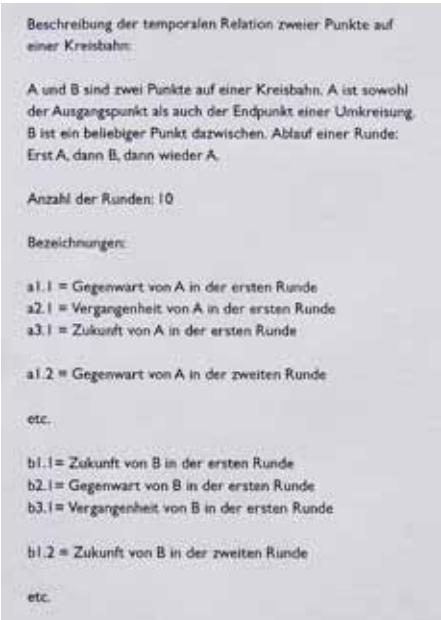 Beschreibung der temporalen Relation zweier Punkte auf
einer Kreisbahn:
A und B sind zwei Punkte auf einer Kreisbahn. A ist sowohl
der Ausgangspunkt als auch der Endpunkt einer Umkreisung.
B ist ein beliebiger Punkt dazwischen. Ablauf einer Runde:
Erst A, dann B, dann wieder A.
Anzahl der Runden: 10
Bezeichnungen:
a1.1 = Gegenwart von A in der ersten Runde
a2.1 = Vergangenheit von A in der ersten Runde
a3.1 = Zukunft von A in der ersten Runde
a1.2 = Gegenwart von A in der zweiten Runde
etc.
b1.1= Zukunft von B in der ersten Runde
b2.1= Gegenwart von B in der ersten Runde
b3.1= Vergangenheit von B in der ersten Runde
b1.2 = Zukunft von B in der zweiten Runde
etc.